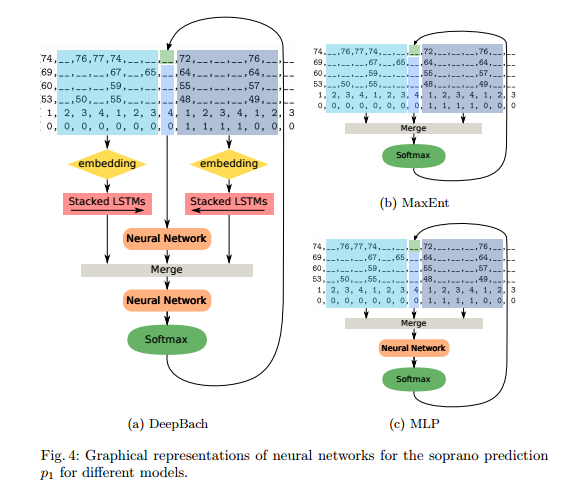 74,__,76,77,74,__,__,__,    ,72,__,__,__,__,76,__,__
69,__,__,__,__,67,__,65,__,64,__,__,__,64,__,__
60,__,__,__,__,59,__,__,__,55,__,__,__,57,__,__
53,__,__,50,__,55,__,__,__,48,__,__,__,49,__,__
1, 2, 3, 4, 1, 2, 3, 4, 1, 2, 3, 4, 1, 2, 3
0, 0, 0, 0, 0, 0, 0, 0, 1, 1, 1, 1, 0, 0, 0
embedding embedding
Stacked LSTMs Stacked LSTMs
Neural Network
Merge
Neural Network
Softmax
(a) DeepBach
74,__,76,77,74,__,__,__,    ,72,__,__,__,__,76,__,__
69,__,__,__,__,67,__,65,__,64,__,__,__,64,__,__
60,__,__,__,__,59,__,__,__,55,__,__,__,57,__,__
53,__,__,50,__,55,__,__,__,48,__,__,__,49,__,__
1, 2, 3, 4, 1, 2, 3, 4, 1, 2, 3, 4, 1, 2, 3
0, 0, 0, 0, 0, 0, 0, 0, 1, 1, 1, 1, 0, 0, 0
Merge
Softmax
(b) MaxEnt
74,__,76,77,74,__,__,__,    ,72,__,__,__,__,76,__,__
69,__,__,__,__,67,__,65,__,64,__,__,__,64,__,__
60,__,__,__,__,59,__,__,__,55,__,__,__,57,__,__
53,__,__,50,__,55,__,__,__,48,__,__,__,49,__,__
1, 2, 3, 4, 1, 2, 3, 4, 1, 2, 3, 4, 1, 2, 3
0, 0, 0, 0, 0, 0, 0, 0, 1, 1, 1, 1, 0, 0, 0
Merge
Neural Network
Softmax
(c) MLP
Fig. 4: Graphical representations of neural networks for the soprano prediction
p₁ for different models.